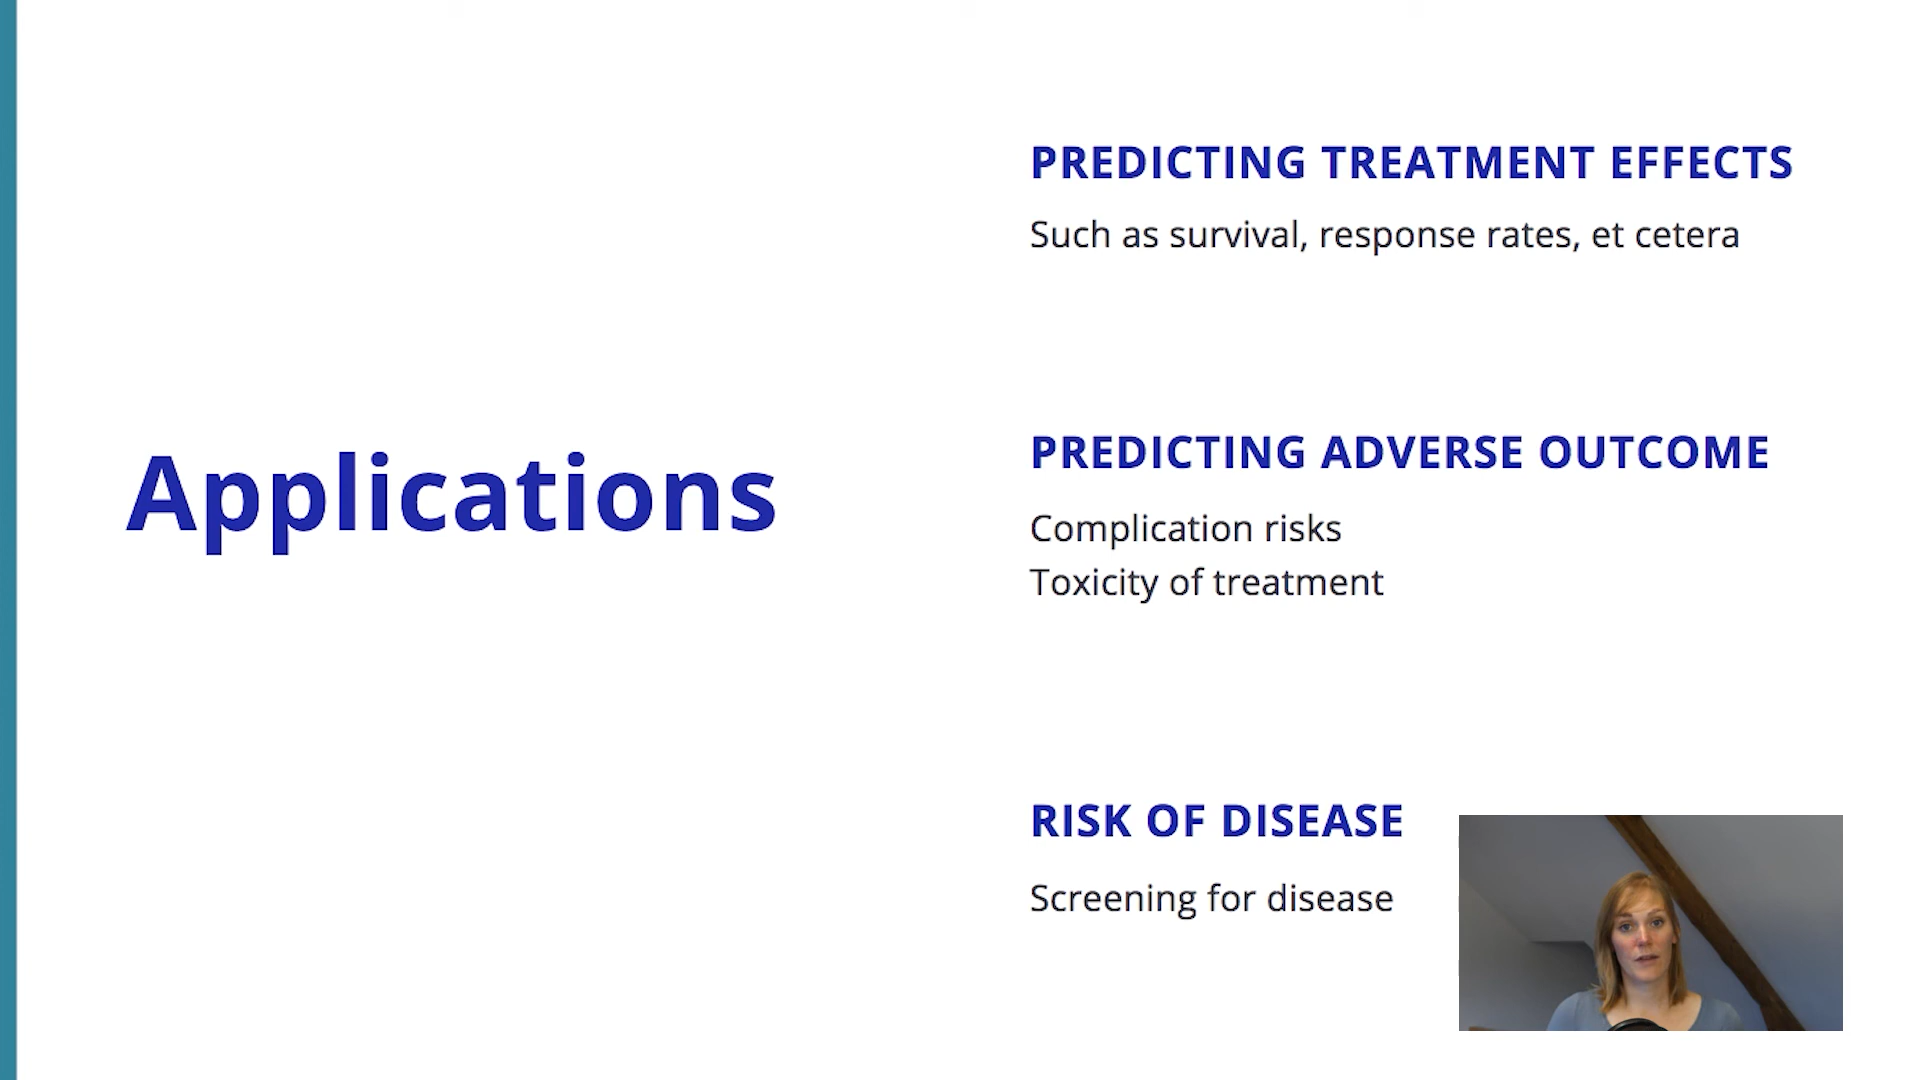 Applications
PREDICTING TREATMENT EFFECTS
Such as survival, response rates, et cetera
PREDICTING ADVERSE OUTCOME
Complication risks
Toxicity of treatment
RISK OF DISEASE
Screening for disease